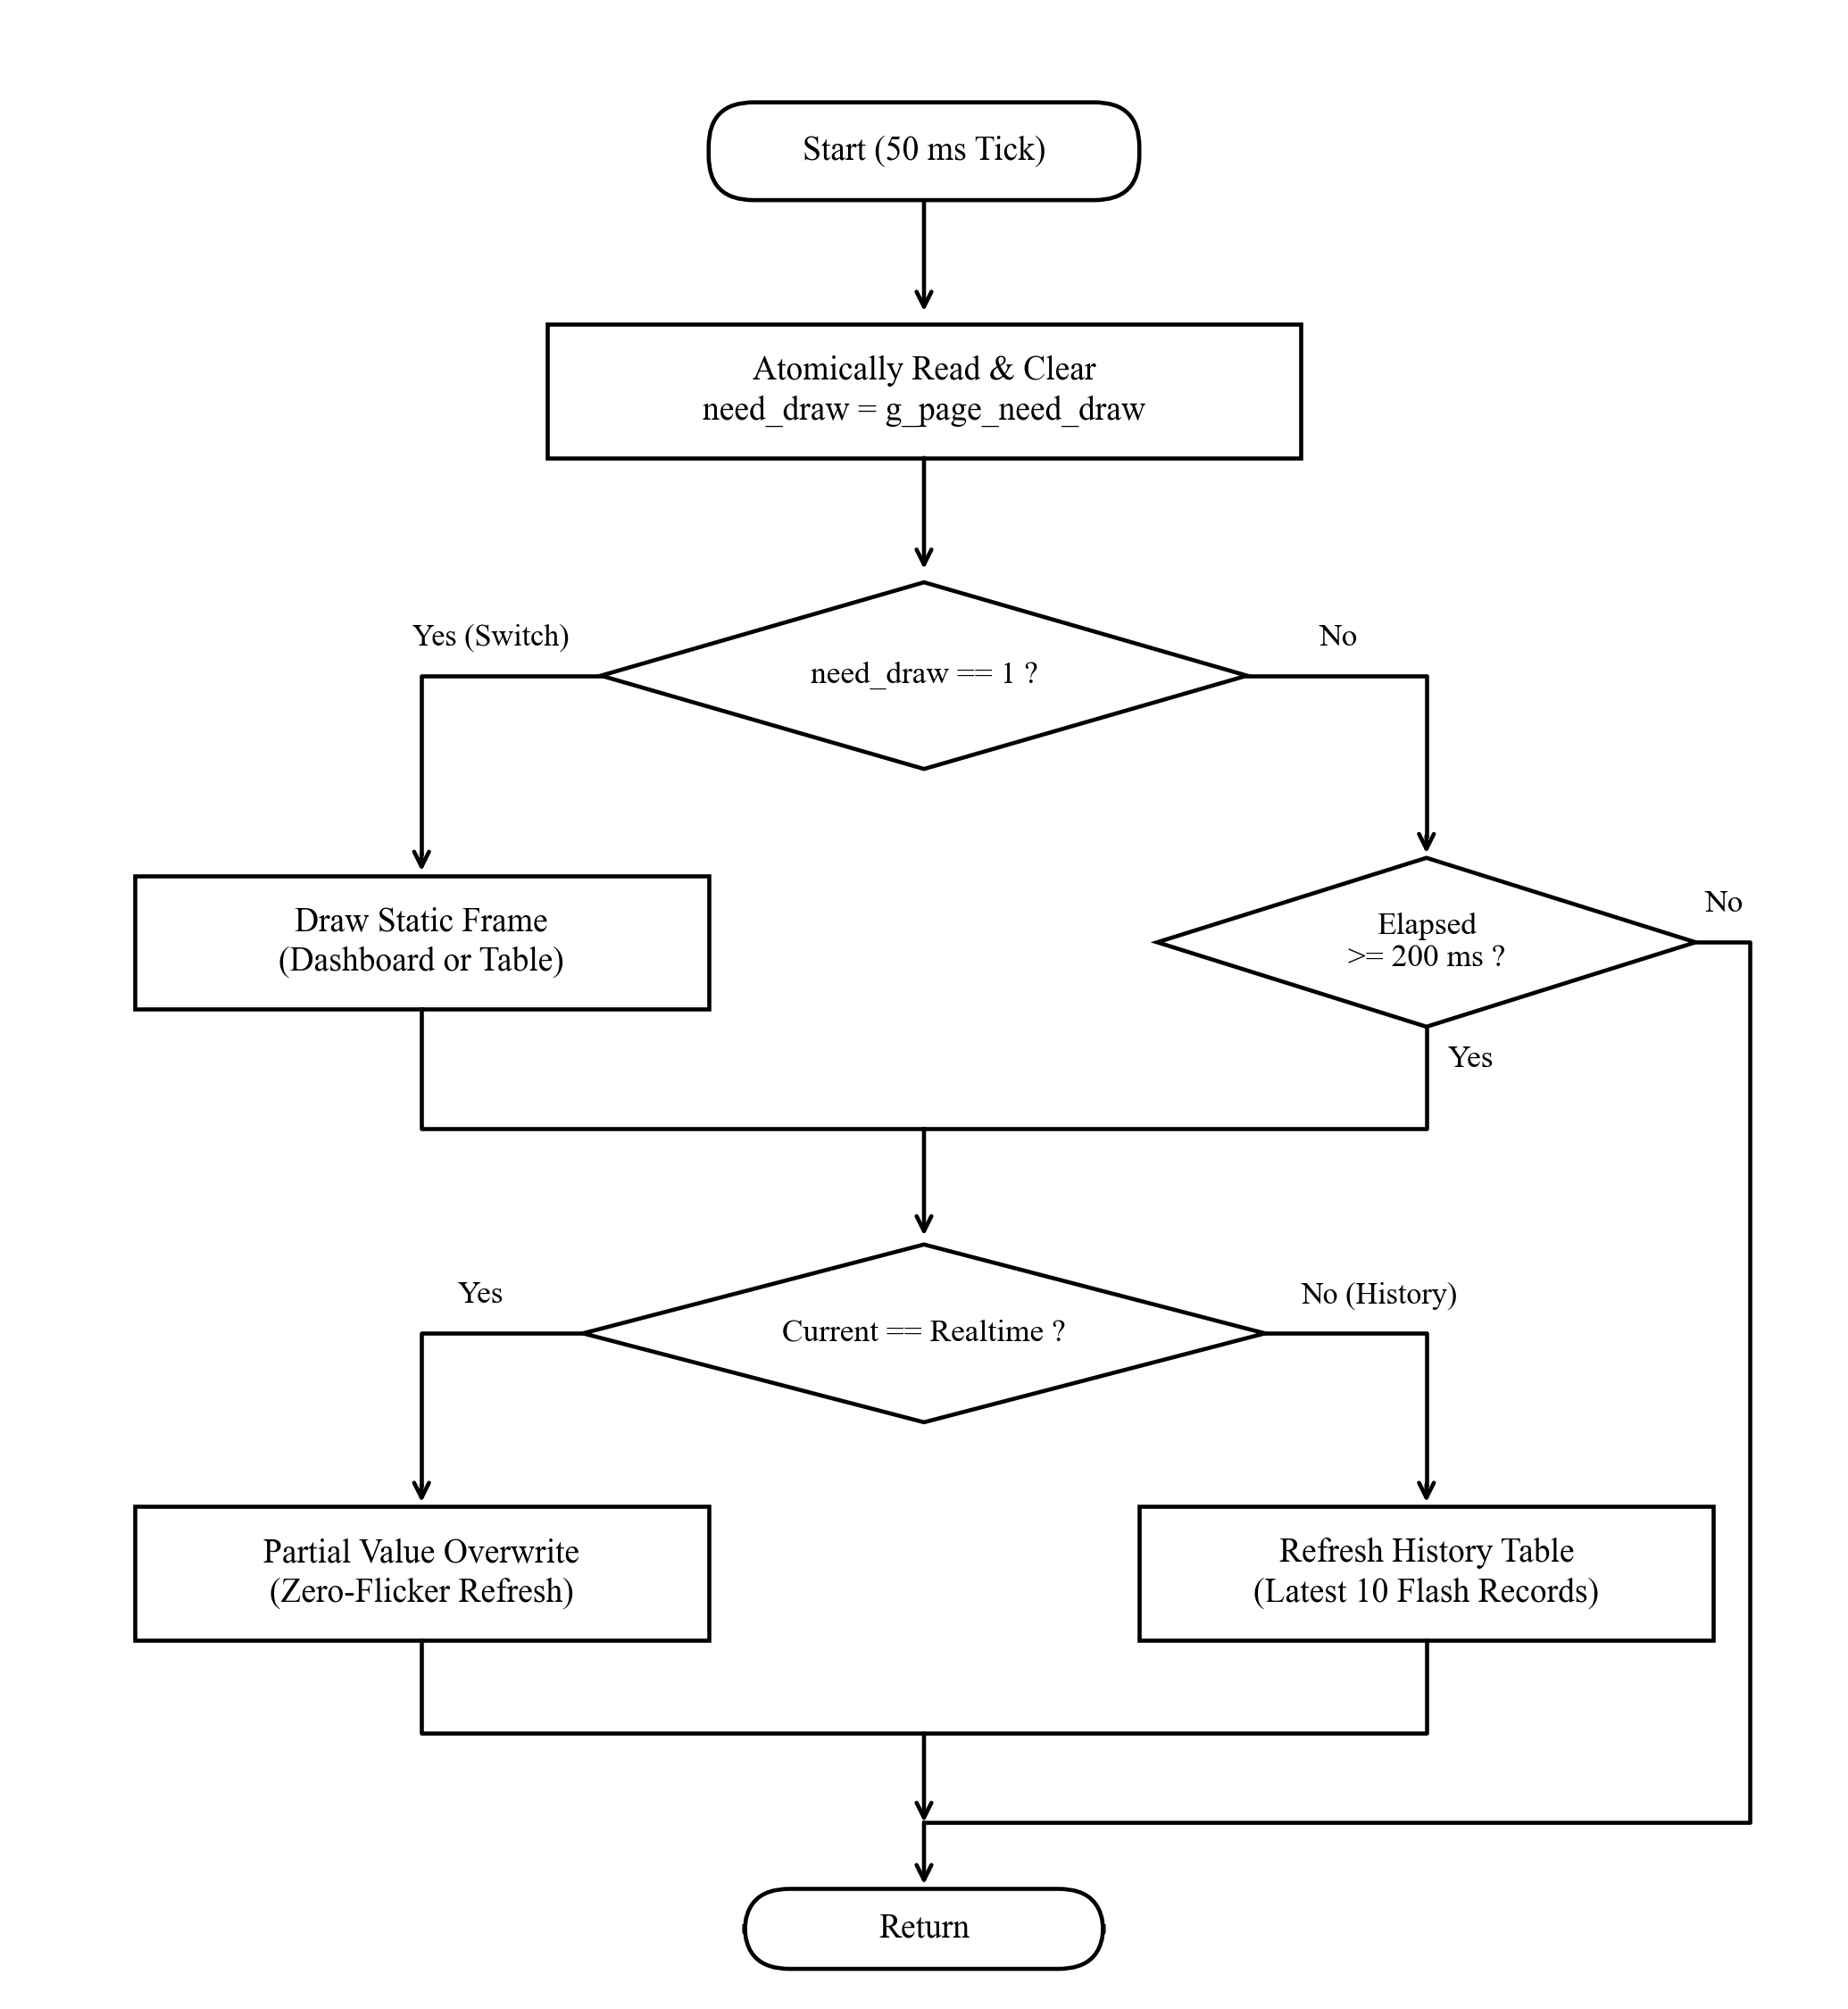 Start (50 ms Tick)
Atomically Read & Clear
need_draw = g_page_need_draw
need_draw == 1 ?
Yes (Switch)
No
Draw Static Frame
(Dashboard or Table)
Elapsed
>= 200 ms ?
No
Yes
Current == Realtime ?
Yes
No (History)
Partial Value Overwrite
(Zero-Flicker Refresh)
Refresh History Table
(Latest 10 Flash Records)
Return